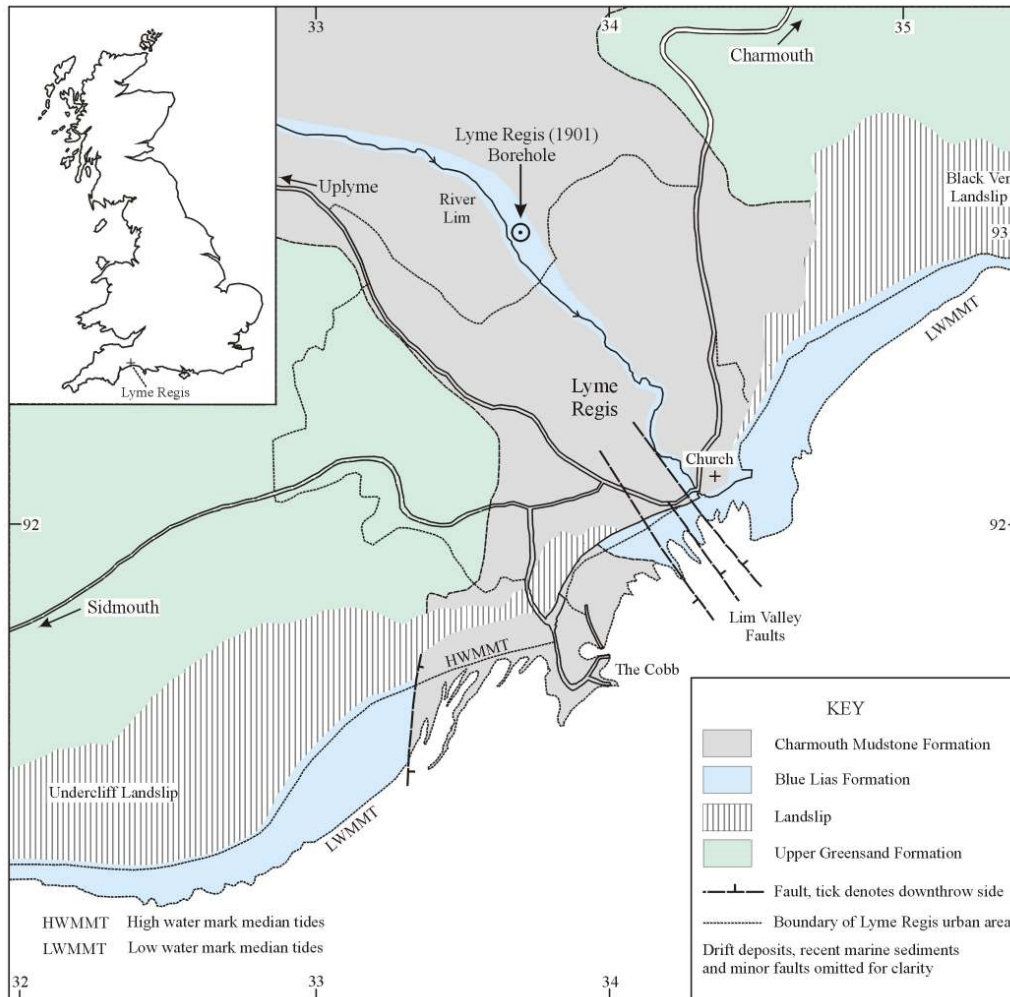 33
34
35
Charmouth
Lyme Regis (1901)
Borehole
Uplyme
River
Lim
Black Ven
Landslip
93
LWMMT
Lyme Regis
Lyme
Regis
Church
92
92
Sidmouth
Lim Valley
Faults
HWMMT
The Cobb
Undercliff Landslip
LWMMT
HWMMT High water mark median tides
LWMMT Low water mark median tides
32
33
34
KEY
Charmouth Mudstone Formation
Blue Lias Formation
Landslip
Upper Greensand Formation
Fault, tick denotes downthrow side
Boundary of Lyme Regis urban area
Drift deposits, recent marine sediments
and minor faults omitted for clarity